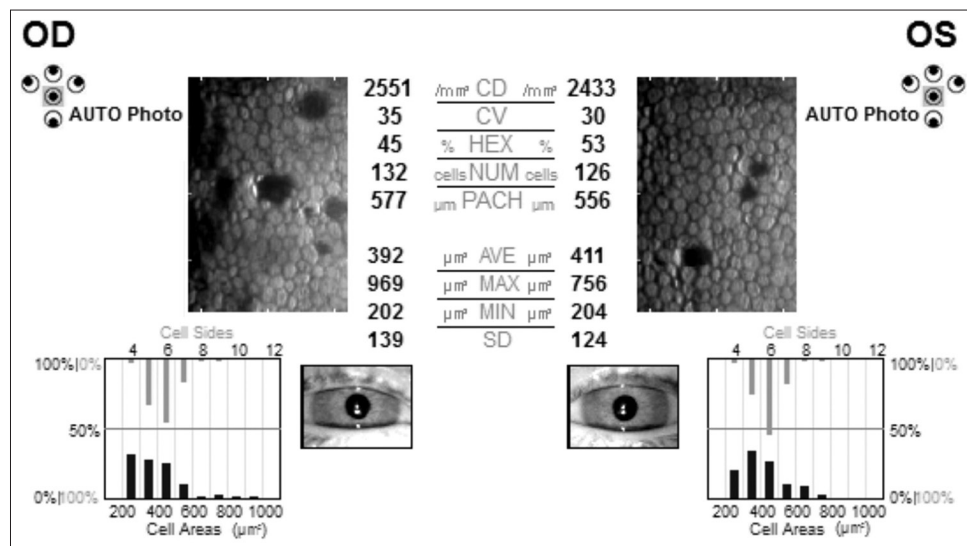 OD
OS
AUTO Photo
AUTO Photo
2551 /mm² CD /mm² 2433
35 CV 30
45 % HEX % 53
132 cells NUM cells 126
577 µm PACH µm 556
392 µm² AVE µm² 411
969 µm² MAX µm² 756
202 µm² MIN µm² 204
139 SD 124
Cell Sides
4 6 8 10 12
100%|0%
50%
0%|100%
200 400 600 800 1000
Cell Areas (µm²)
Cell Sides
4 6 8 10 12
100%|0%
50%
0%|100%
200 400 600 800 1000
Cell Areas (µm²)